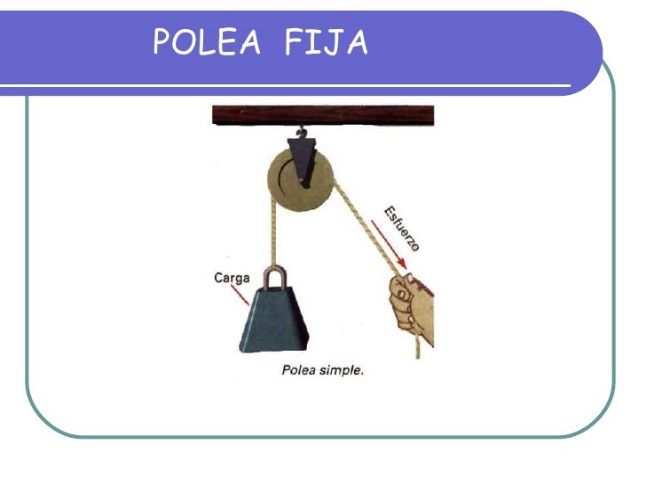 POLEA FIJA
Esfuerzo
Carga
Polea simple.